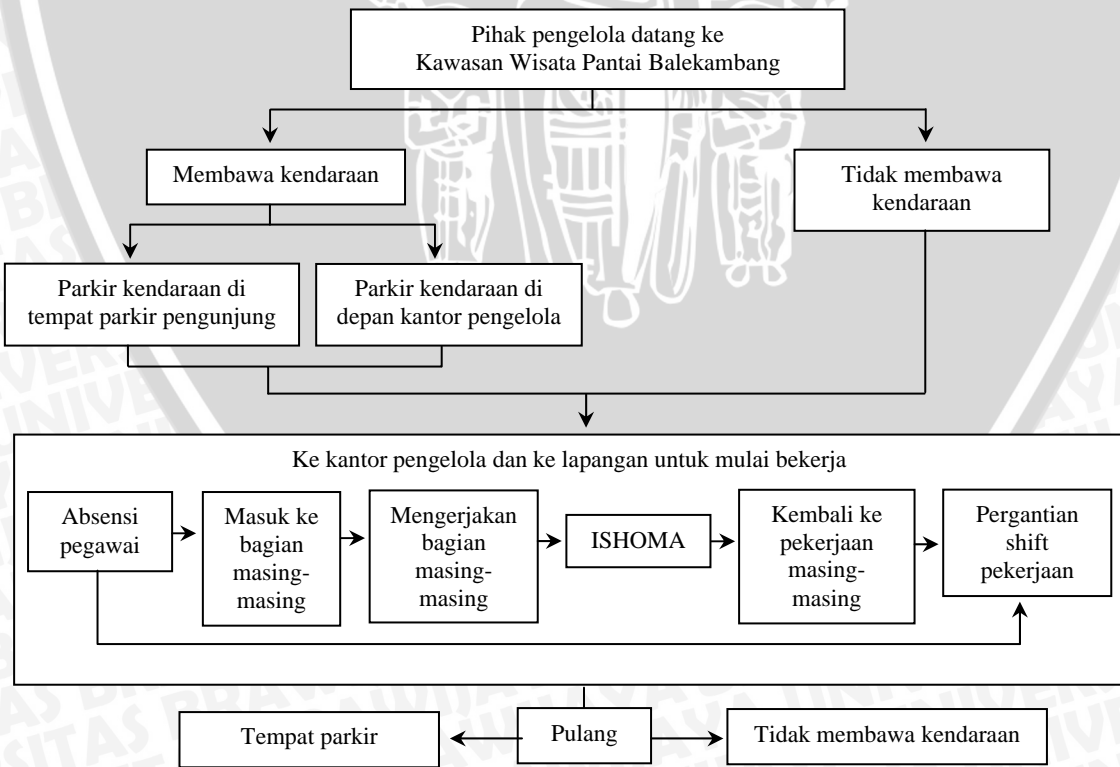 Pihak pengelola datang ke
Kawasan Wisata Pantai Balekambang
Membawa kendaraan
Tidak membawa
kendaraan
Parkir kendaraan di
tempat parkir pengunjung
Parkir kendaraan di
depan kantor pengelola
Ke kantor pengelola dan ke lapangan untuk mulai bekerja
Absensi
pegawai
Masuk ke
bagian
masing-
masing
Mengerjakan
bagian
masing-
masing
ISHOMA
Kembali ke
pekerjaan
masing-
masing
Pergantian
shift
pekerjaan
Tempat parkir
Pulang
Tidak membawa kendaraan